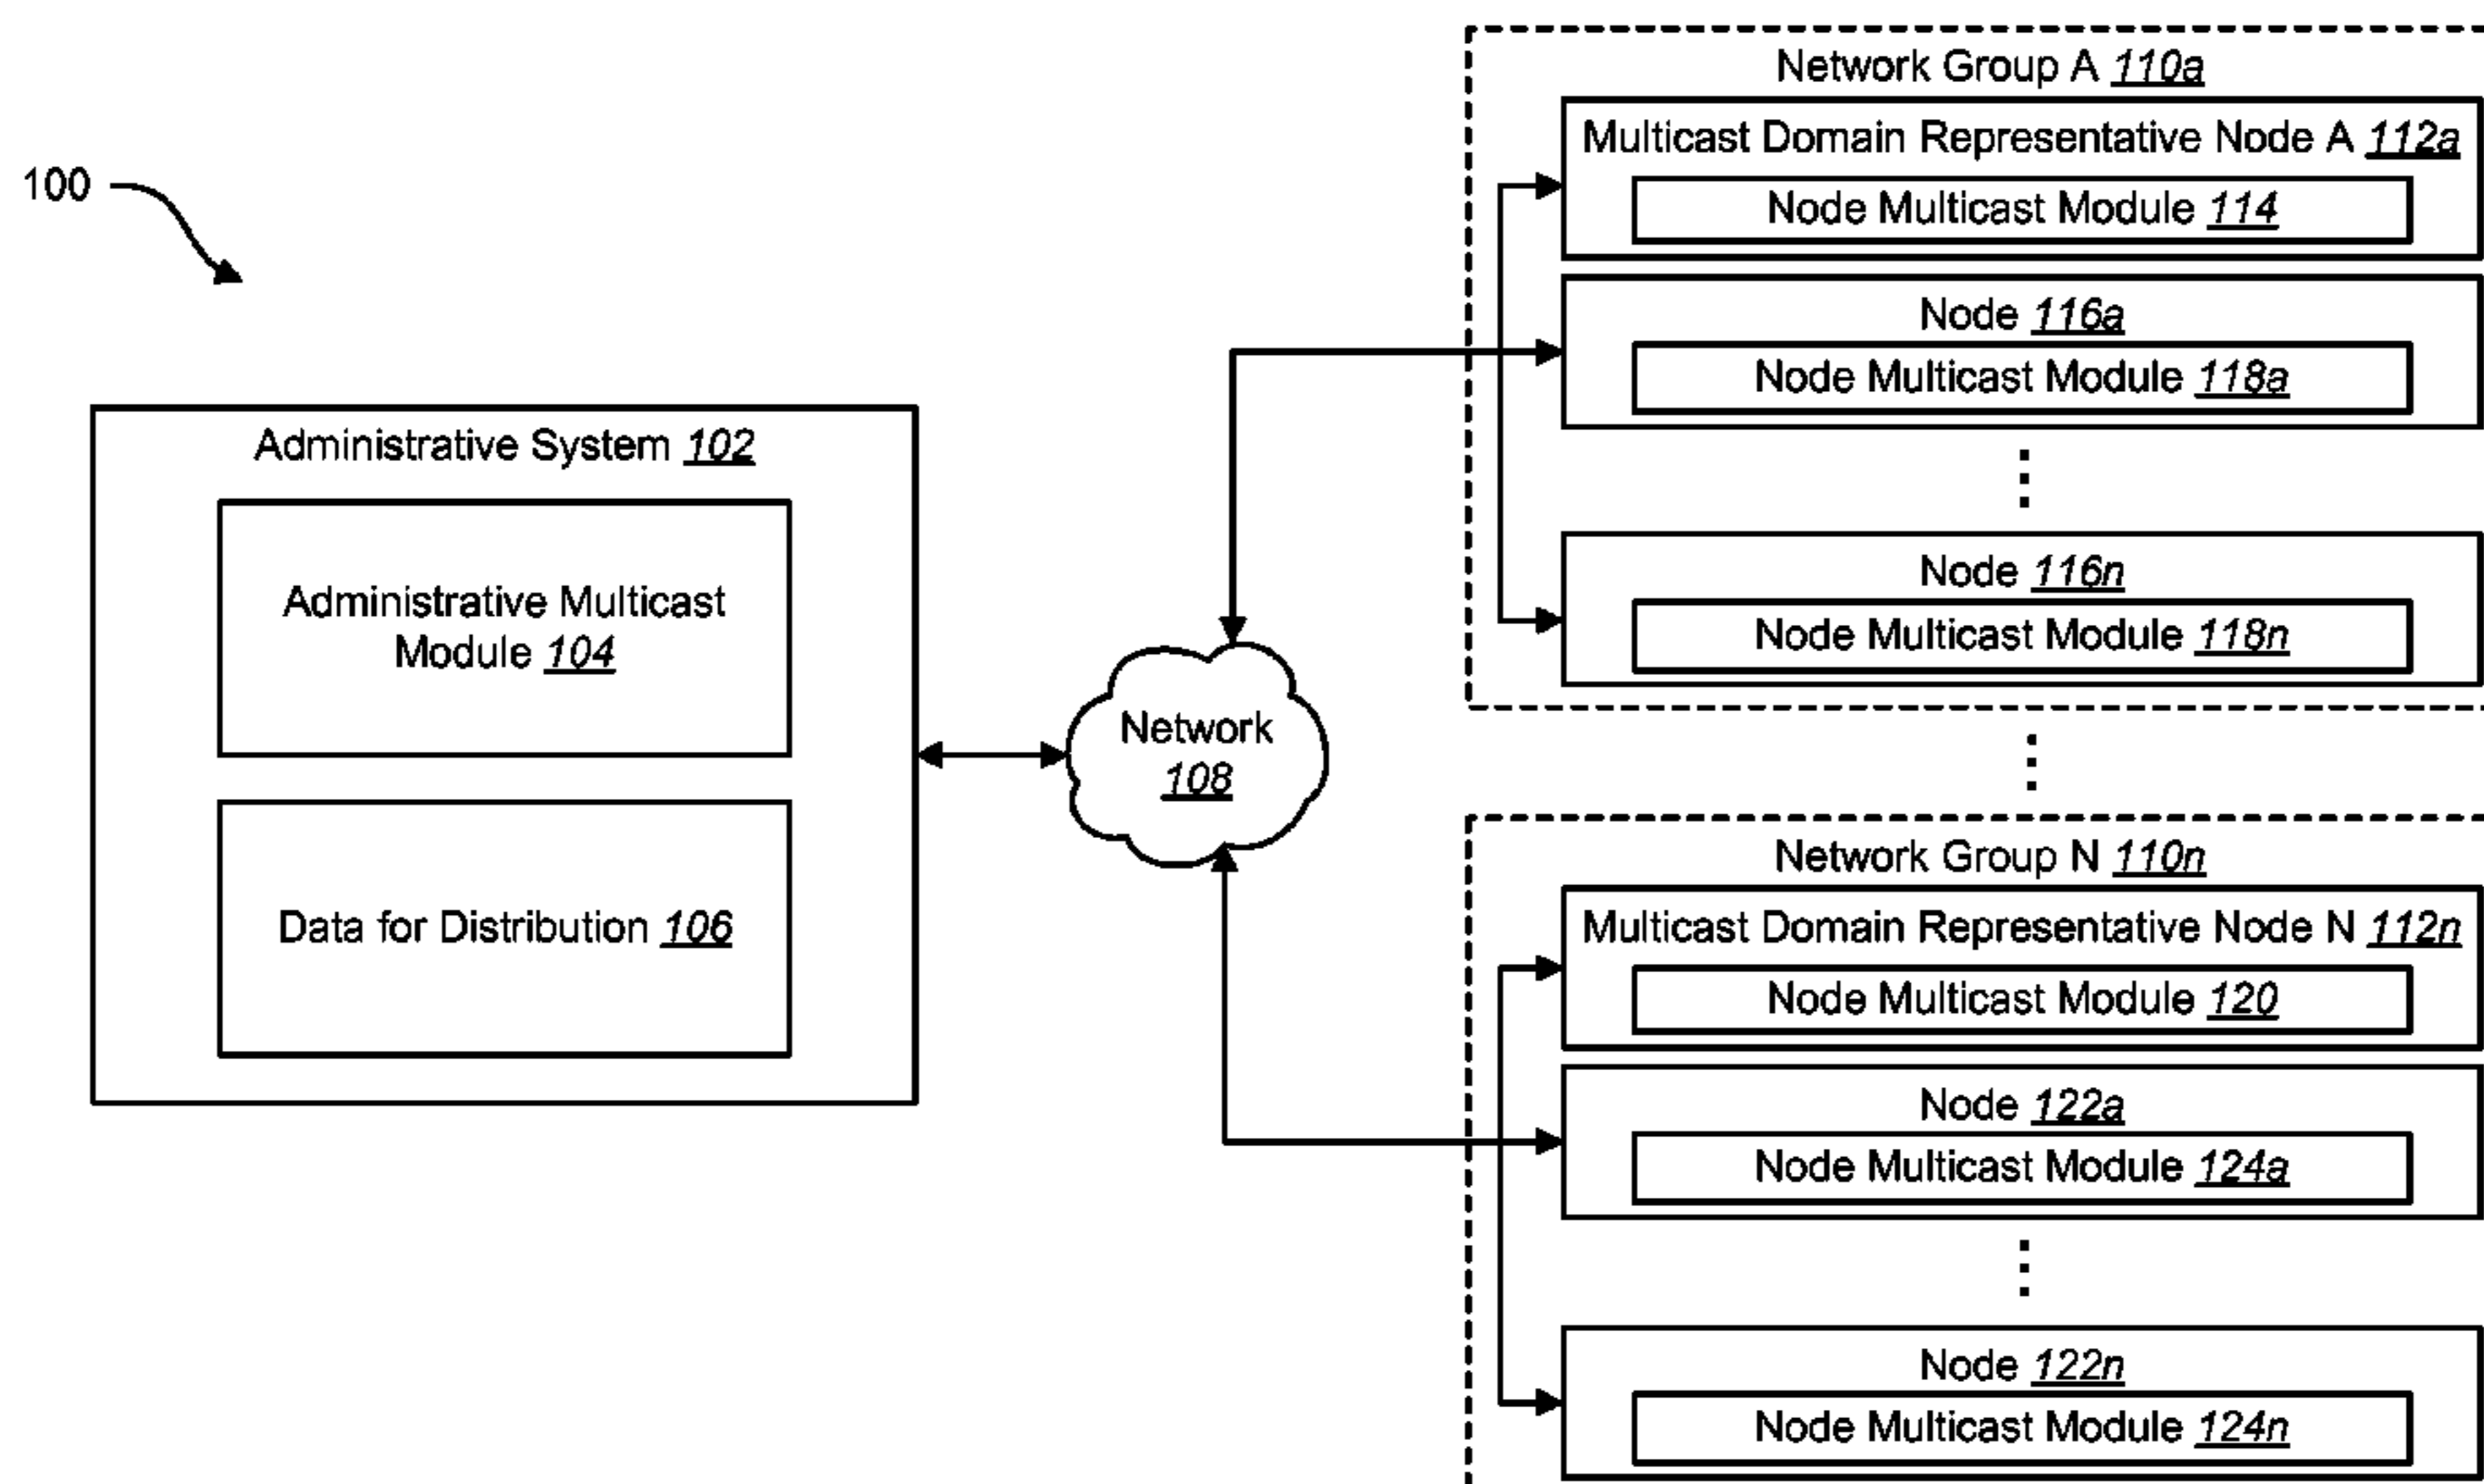 100
Administrative System 102
Administrative Multicast
Module 104
Data for Distribution 106
Network
108
Network Group A 110a
Multicast Domain Representative Node A 112a
Node Multicast Module 114
Node 116a
Node Multicast Module 118a
Node 116n
Node Multicast Module 118n
Network Group N 110n
Multicast Domain Representative Node N 112n
Node Multicast Module 120
Node 122a
Node Multicast Module 124a
Node 122n
Node Multicast Module 124n